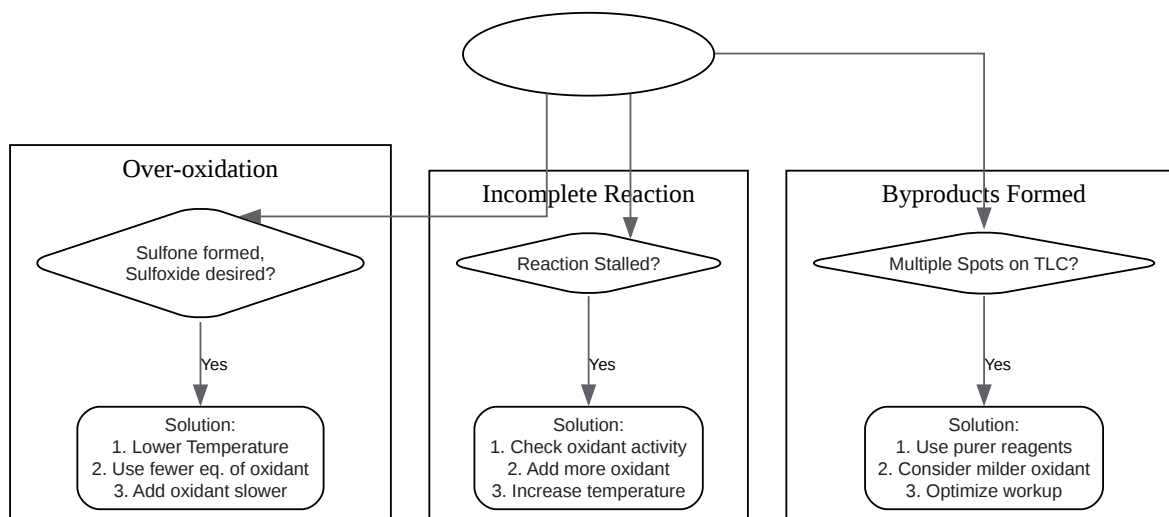 Over-oxidation
Sulfone formed,
Sulfoxide desired?
Yes
Solution:
1. Lower Temperature
2. Use fewer eq. of oxidant
3. Add oxidant slower
Incomplete Reaction
Reaction Stalled?
Yes
Solution:
1. Check oxidant activity
2. Add more oxidant
3. Increase temperature
Byproducts Formed
Multiple Spots on TLC?
Yes
Solution:
1. Use purer reagents
2. Consider milder oxidant
3. Optimize workup